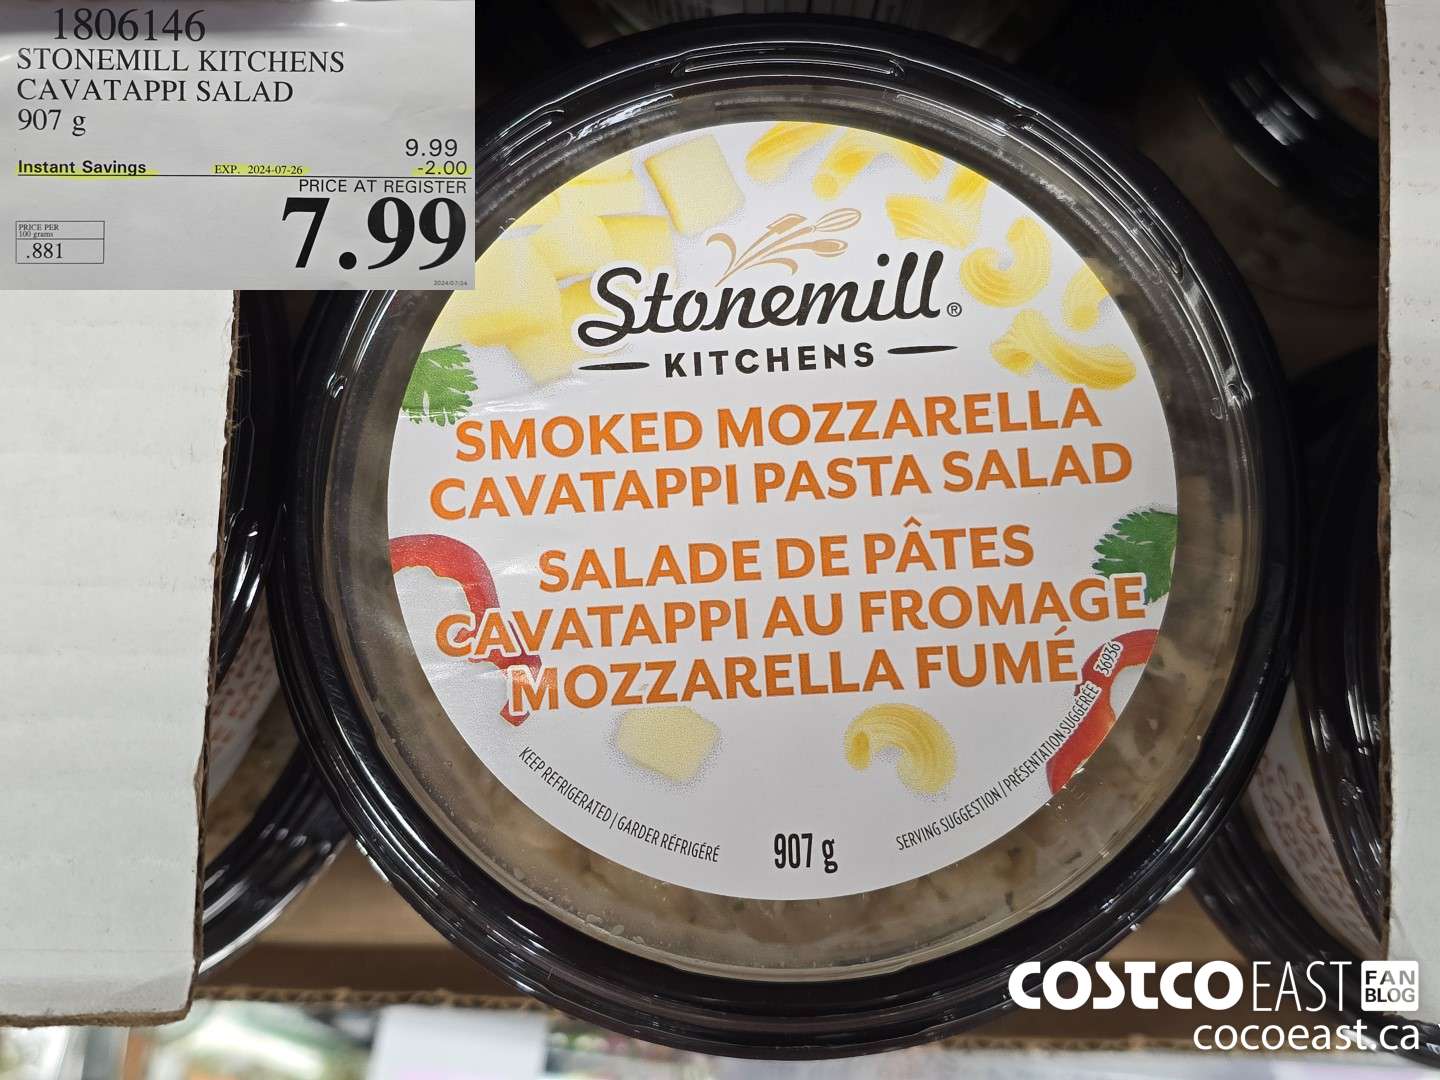 1806146
STONEMILL KITCHENS
CAVATAPPI SALAD
907 g
9.99
Instant Savings EXP. 2024-07-26 -2.00
PRICE AT REGISTER
7.99
PRICE PER
100 grams
.881
2024/07/24
Stonemill®
KITCHENS
SMOKED MOZZARELLA
CAVATAPPI PASTA SALAD
SALADE DE PÂTES
CAVATAPPI AU FROMAGE
MOZZARELLA FUMÉ
KEEP REFRIGERATED | GARDER RÉFRIGÉRÉ
907 g
SERVING SUGGESTION / PRÉSENTATION SUGGÉRÉE 36936
COSTCO EAST FAN BLOG
cocoeast.ca